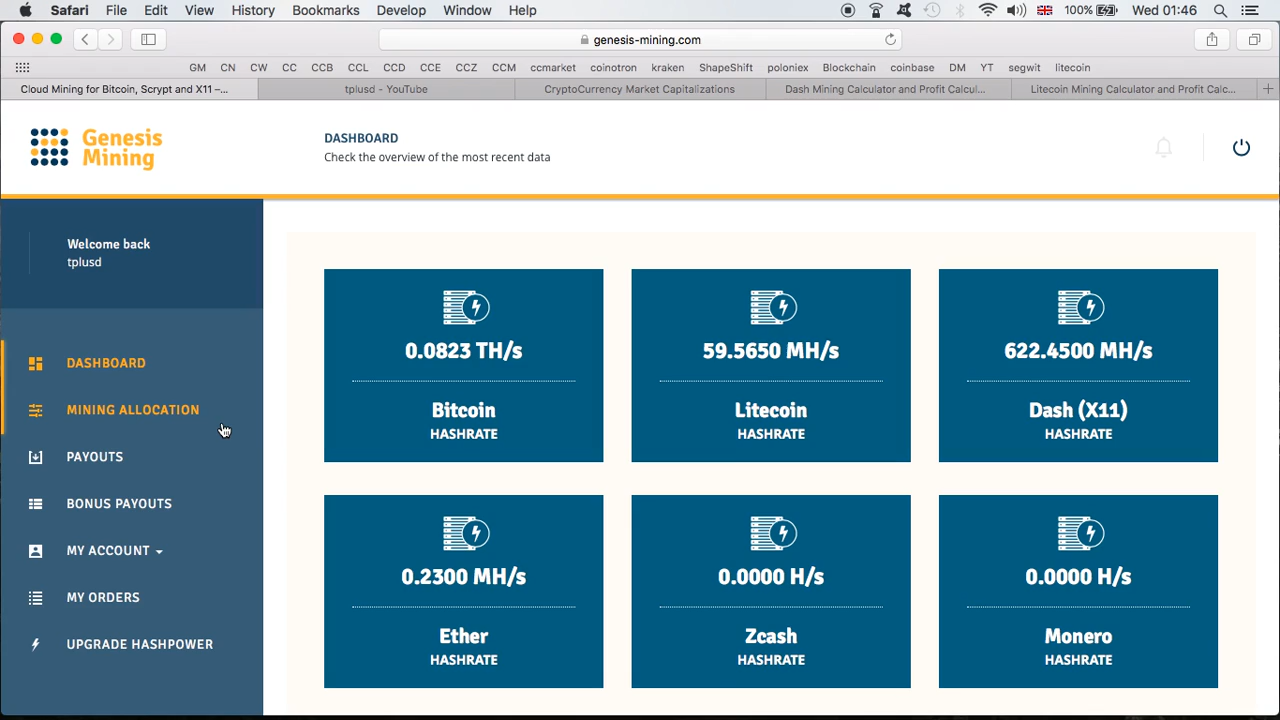 Safari File Edit View History Bookmarks Develop Window Help 100% Wed 01:46
genesis-mining.com
GM CN CW CC CCB CCL CCD CCE CCZ CCM ccmarket coinotron kraken ShapeShift poloniex Blockchain coinbase DM YT segwit litecoin
Cloud Mining for Bitcoin, Scrypt and X11 –... tplusd - YouTube CryptoCurrency Market Capitalizations Dash Mining Calculator and Profit Calcul... Litecoin Mining Calculator and Profit Calc...
Genesis
Mining
DASHBOARD
Check the overview of the most recent data
Welcome back
tplusd
DASHBOARD
MINING ALLOCATION
PAYOUTS
BONUS PAYOUTS
MY ACCOUNT
MY ORDERS
UPGRADE HASHPOWER
0.0823 TH/s
Bitcoin
HASHRATE
59.5650 MH/s
Litecoin
HASHRATE
622.4500 MH/s
Dash (X11)
HASHRATE
0.2300 MH/s
Ether
HASHRATE
0.0000 H/s
Zcash
HASHRATE
0.0000 H/s
Monero
HASHRATE